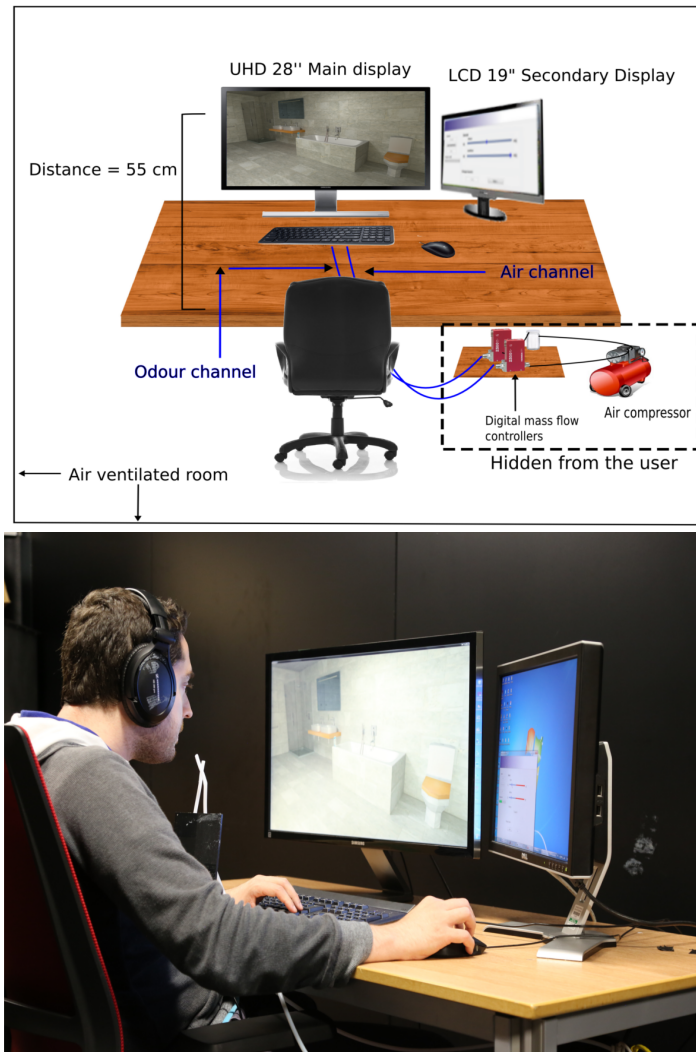 UHD 28'' Main display
LCD 19" Secondary Display
Distance = 55 cm
Air channel
Odour channel
Digital mass flow
controllers
Air compressor
Hidden from the user
Air ventilated room
SAMSUNG
DELL